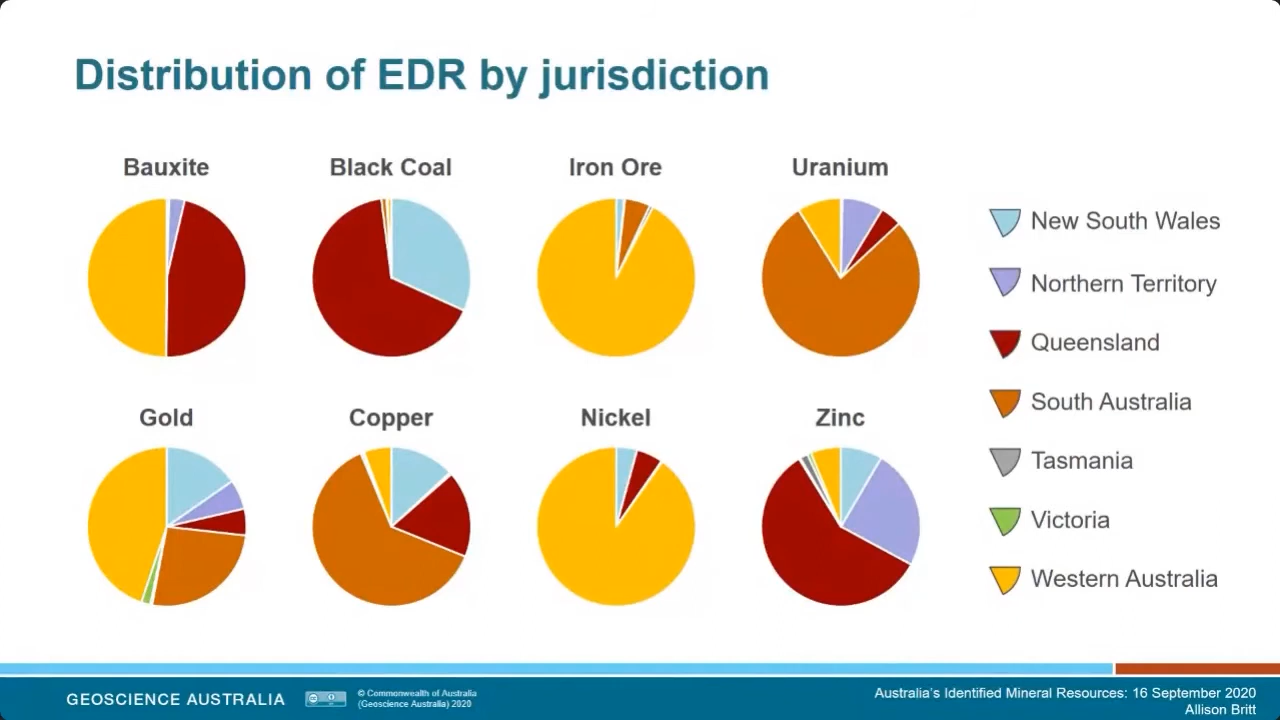 Distribution of EDR by jurisdiction
Bauxite
Black Coal
Iron Ore
Uranium
Gold
Copper
Nickel
Zinc
New South Wales
Northern Territory
Queensland
South Australia
Tasmania
Victoria
Western Australia
GEOSCIENCE AUSTRALIA
© Commonwealth of Australia
(Geoscience Australia) 2020
Australia's Identified Mineral Resources: 16 September 2020
Allison Britt